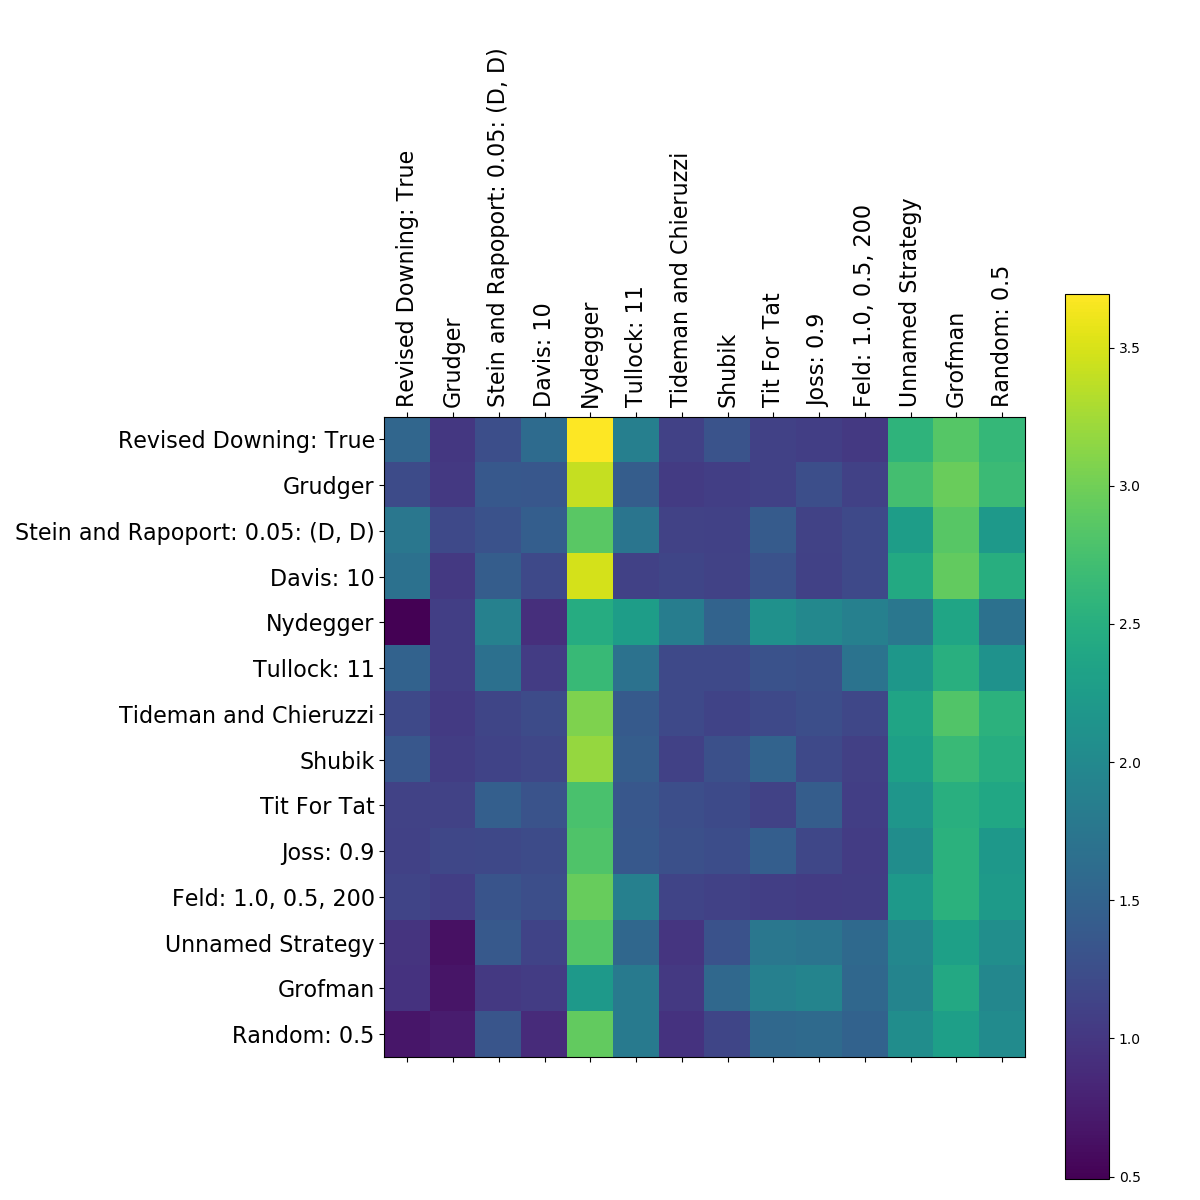 Revised Downing: True
Grudger
Stein and Rapoport: 0.05: (D, D)
Davis: 10
Nydegger
Tullock: 11
Tideman and Chieruzzi
Shubik
Tit For Tat
Joss: 0.9
Feld: 1.0, 0.5, 200
Unnamed Strategy
Grofman
Random: 0.5
Revised Downing: True
Grudger
Stein and Rapoport: 0.05: (D, D)
Davis: 10
Nydegger
Tullock: 11
Tideman and Chieruzzi
Shubik
Tit For Tat
Joss: 0.9
Feld: 1.0, 0.5, 200
Unnamed Strategy
Grofman
Random: 0.5
3.5
3.0
2.5
2.0
1.5
1.0
0.5